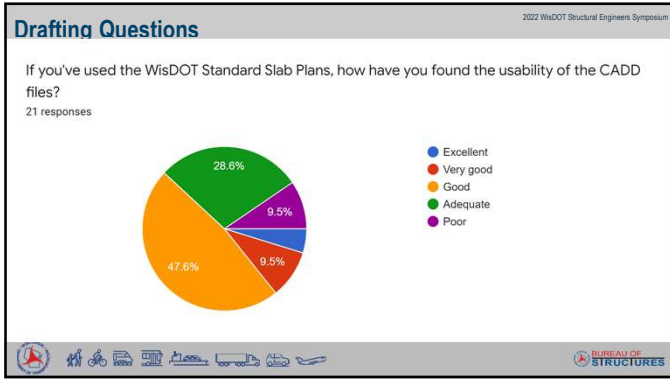 Drafting Questions
2022 WisDOT Structural Engineers Symposium
If you've used the WisDOT Standard Slab Plans, how have you found the usability of the CADD
files?
21 responses
28.6%
9.5%
9.5%
47.6%
Excellent
Very good
Good
Adequate
Poor
BUREAU OF
STRUCTURES